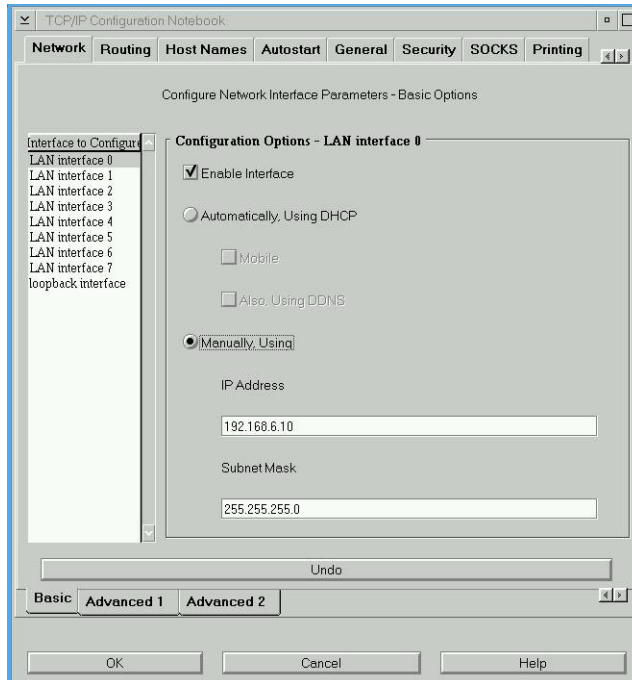 TCP/IP Configuration Notebook
Network Routing Host Names Autostart General Security SOCKS Printing
Configure Network Interface Parameters - Basic Options
Interface to Configure
LAN interface 0
LAN interface 1
LAN interface 2
LAN interface 3
LAN interface 4
LAN interface 5
LAN interface 6
LAN interface 7
loopback interface
Configuration Options - LAN interface 0
Enable Interface
Automatically, Using DHCP
Mobile
Also, Using DDNS
Manually, Using
IP Address
192.168.6.10
Subnet Mask
255.255.255.0
Undo
Basic Advanced 1 Advanced 2
OK Cancel Help